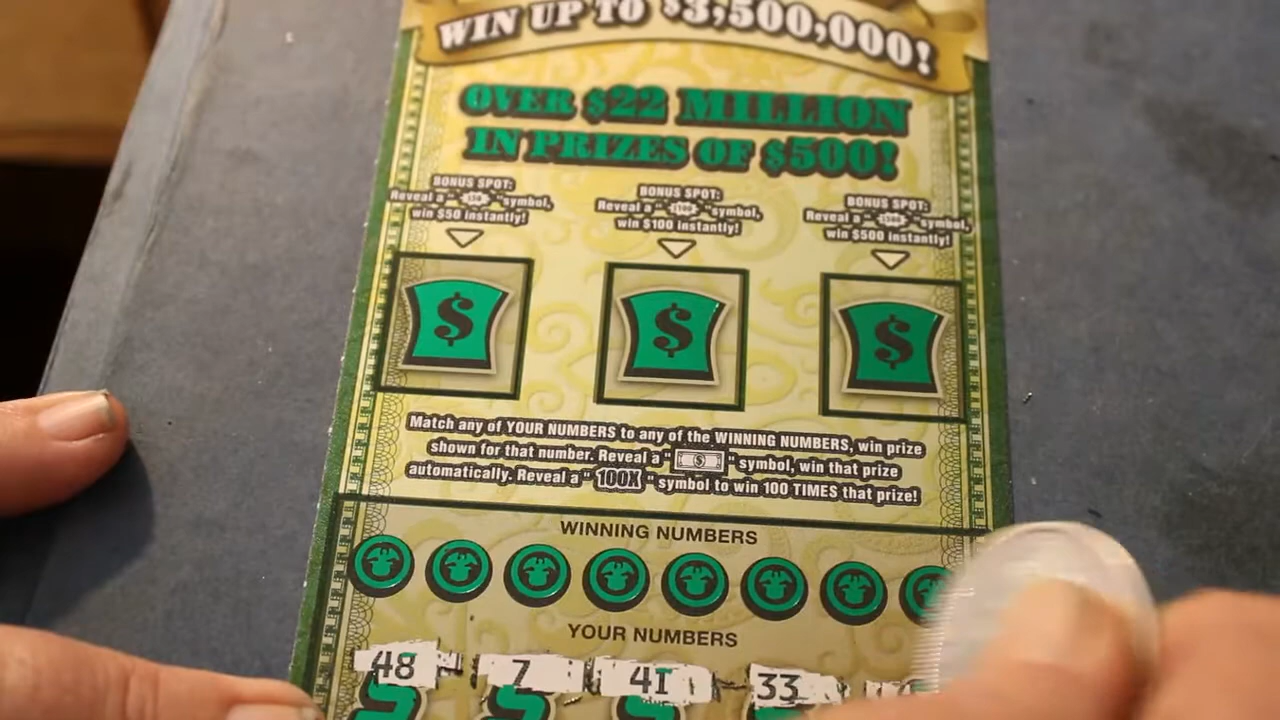 WIN UP TO $3,500,000!
OVER $22 MILLION
IN PRIZES OF $500!
BONUS SPOT:
Reveal a " $50 " symbol,
win $50 instantly!
BONUS SPOT:
Reveal a " $100 " symbol,
win $100 instantly!
BONUS SPOT:
Reveal a " $500 " symbol,
win $500 instantly!
$ $ $
Match any of YOUR NUMBERS to any of the WINNING NUMBERS, win prize
shown for that number. Reveal a " $ " symbol, win that prize
automatically. Reveal a " 100X " symbol to win 100 TIMES that prize!
WINNING NUMBERS
YOUR NUMBERS
48 7 41 33